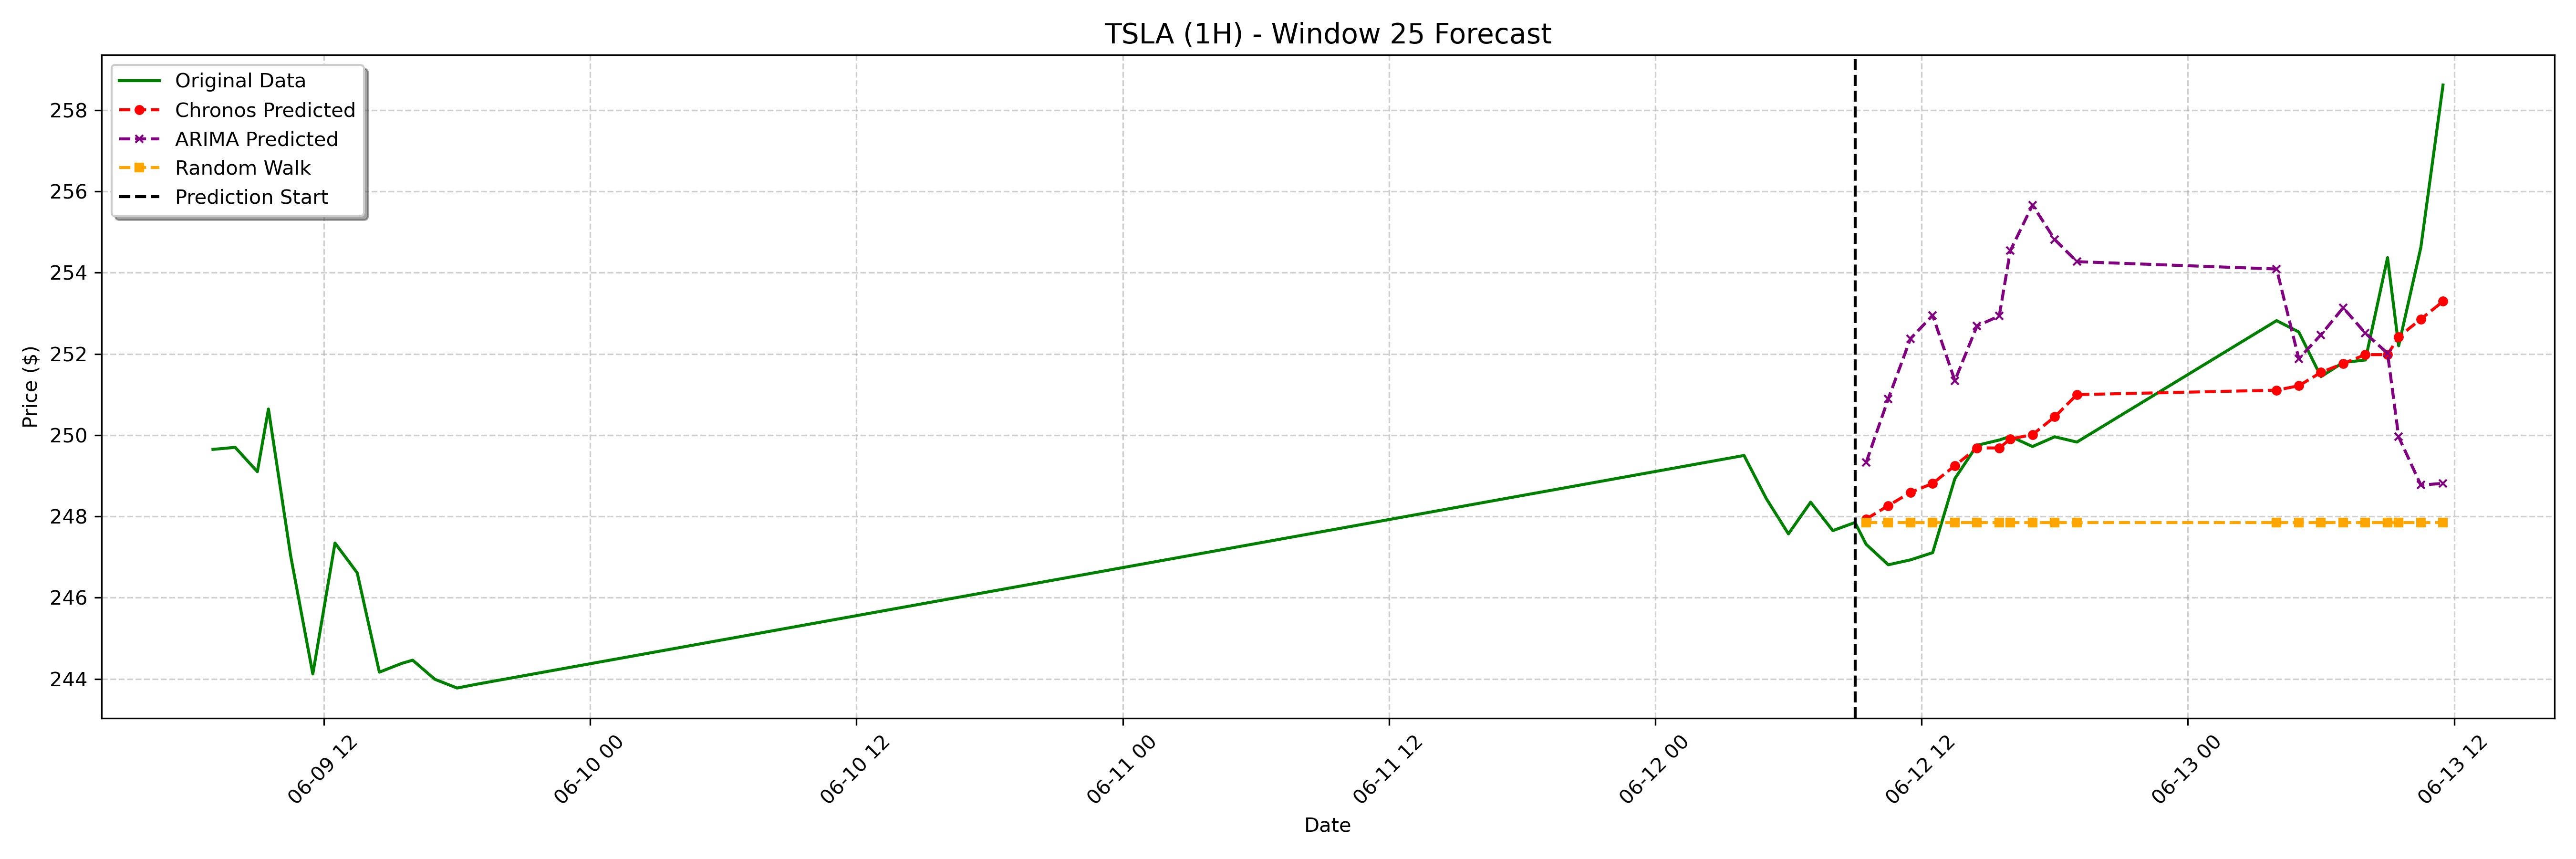 TSLA (1H) - Window 25 Forecast
Original Data
Chronos Predicted
ARIMA Predicted
Random Walk
Prediction Start
Price ($)
258
256
254
252
250
248
246
244
06-09 12
06-10 00
06-10 12
06-11 00
06-11 12
06-12 00
06-12 12
06-13 00
06-13 12
Date